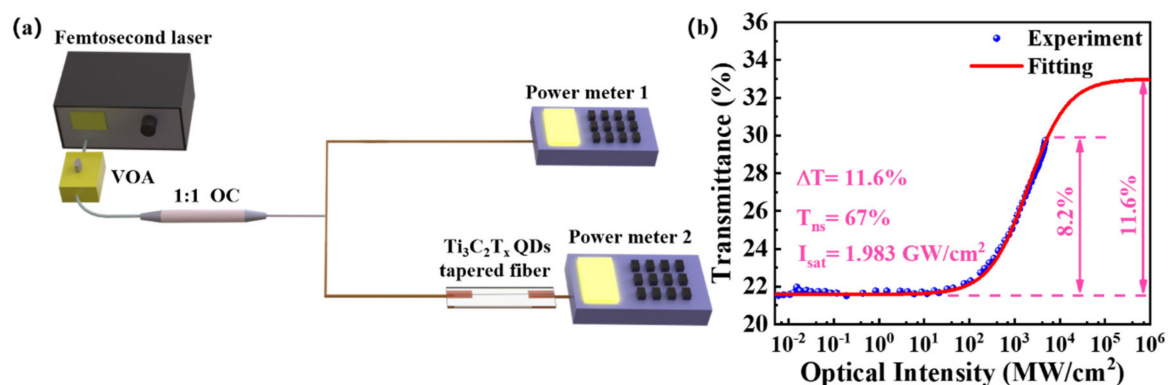 (a)
Femtosecond laser
VOA
1:1 OC
Power meter 1
Ti₃C₂Tₓ QDs
tapered fiber
Power meter 2
(b)
Transmittance (%)
36
34
32
30
28
26
24
22
20
Experiment
Fitting
ΔT= 11.6%
Tₙₛ= 67%
I_sat= 1.983 GW/cm²
8.2%
11.6%
10⁻² 10⁻¹ 10⁰ 10¹ 10² 10³ 10⁴ 10⁵ 10⁶
Optical Intensity (MW/cm²)